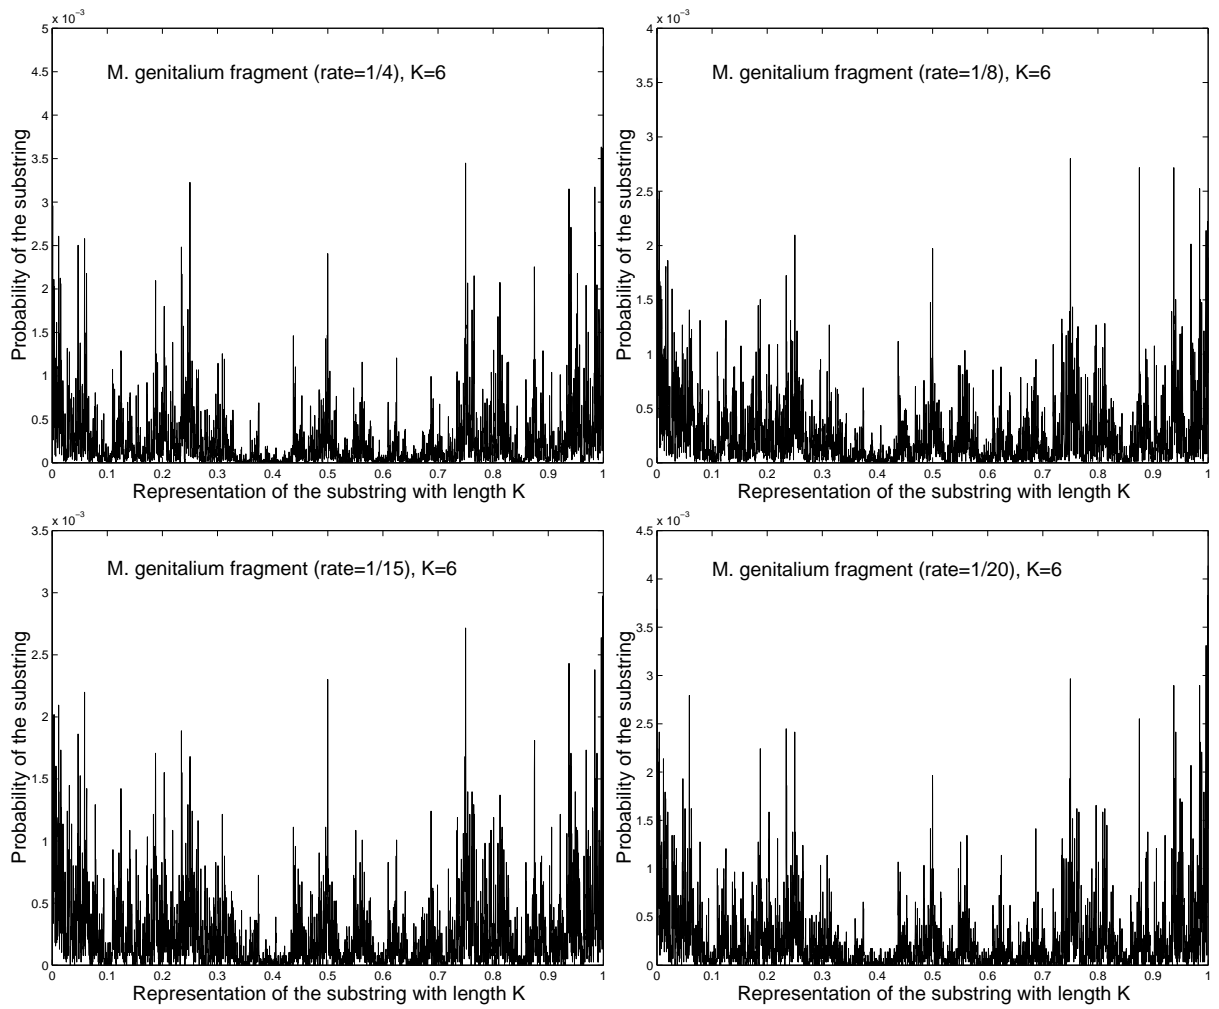 x 10⁻³
5
4.5
4
3.5
3
2.5
2
1.5
1
0.5
0
M. genitalium fragment (rate=1/4), K=6
Probability of the substring
0 0.1 0.2 0.3 0.4 0.5 0.6 0.7 0.8 0.9 1
Representation of the substring with length K
x 10⁻³
4
3.5
3
2.5
2
1.5
1
0.5
0
M. genitalium fragment (rate=1/8), K=6
Probability of the substring
0 0.1 0.2 0.3 0.4 0.5 0.6 0.7 0.8 0.9 1
Representation of the substring with length K
x 10⁻³
3.5
3
2.5
2
1.5
1
0.5
0
M. genitalium fragment (rate=1/15), K=6
Probability of the substring
0 0.1 0.2 0.3 0.4 0.5 0.6 0.7 0.8 0.9 1
Representation of the substring with length K
x 10⁻³
4.5
4
3.5
3
2.5
2
1.5
1
0.5
0
M. genitalium fragment (rate=1/20), K=6
Probability of the substring
0 0.1 0.2 0.3 0.4 0.5 0.6 0.7 0.8 0.9 1
Representation of the substring with length K